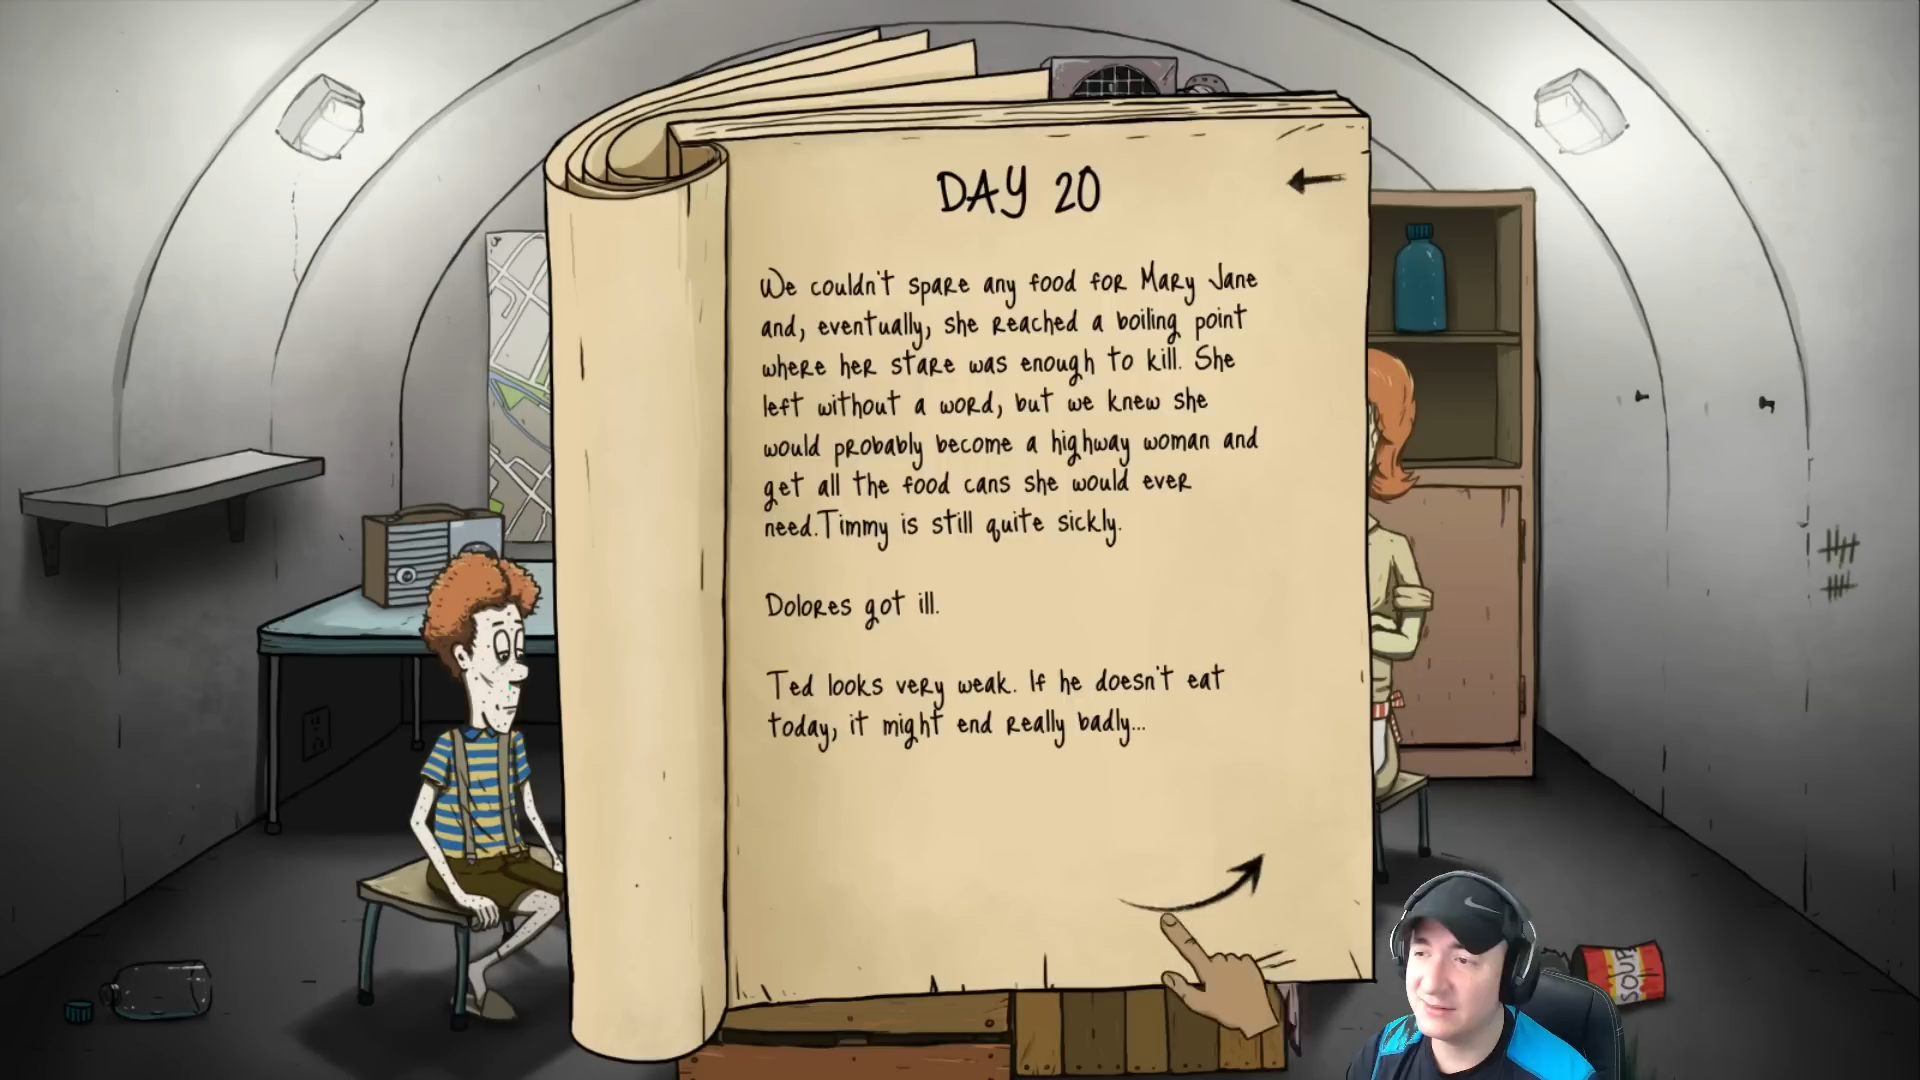 DAY 20
We couldn't spare any food for Mary Jane
and, eventually, she reached a boiling point
where her stare was enough to kill. She
left without a word, but we knew she
would probably become a highway woman and
get all the food cans she would ever
need.Timmy is still quite sickly.
Dolores got ill.
Ted looks very weak. If he doesn't eat
today, it might end really badly...
SOUP